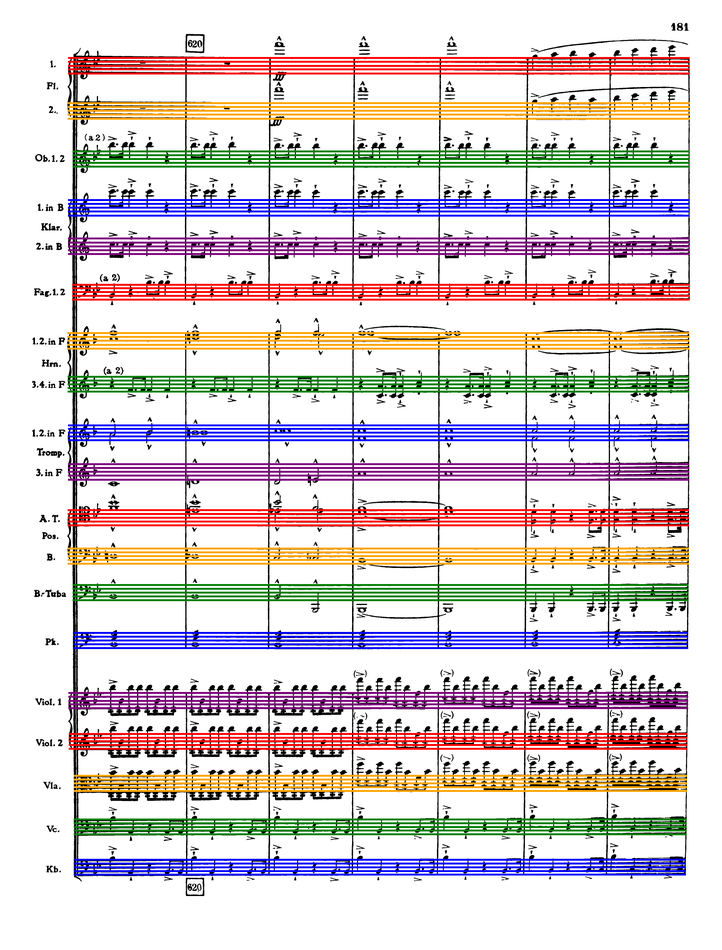 181
620
1.
Fl.
2.
(a 2)
Ob. 1. 2
1. in B
Klar.
2. in B
(a 2)
Fag. 1. 2
1.2. in F
Hrn.
(a 2)
3.4. in F
1.2. in F
Tromp.
3. in F
A. T.
Pos.
B.
B.-Tuba
Pk.
Viol. 1
Viol. 2
Vla.
Vc.
Kb.
620